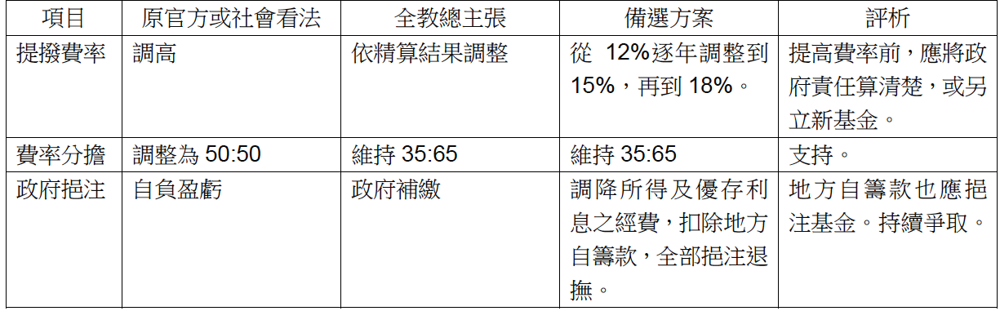 項目 原官方或社會看法 全教總主張 備選方案 評析
提撥費率 調高 依精算結果調整 從 12%逐年調整到
15%，再到 18%。 提高費率前，應將政
府責任算清楚，或另
立新基金。
費率分擔 調整為 50:50 維持 35:65 維持 35:65 支持。
政府挹注 自負盈虧 政府補繳 調降所得及優存利
息之經費，扣除地方
自籌款，全部挹注退
撫。 地方自籌款也應挹
注基金。持續爭取。